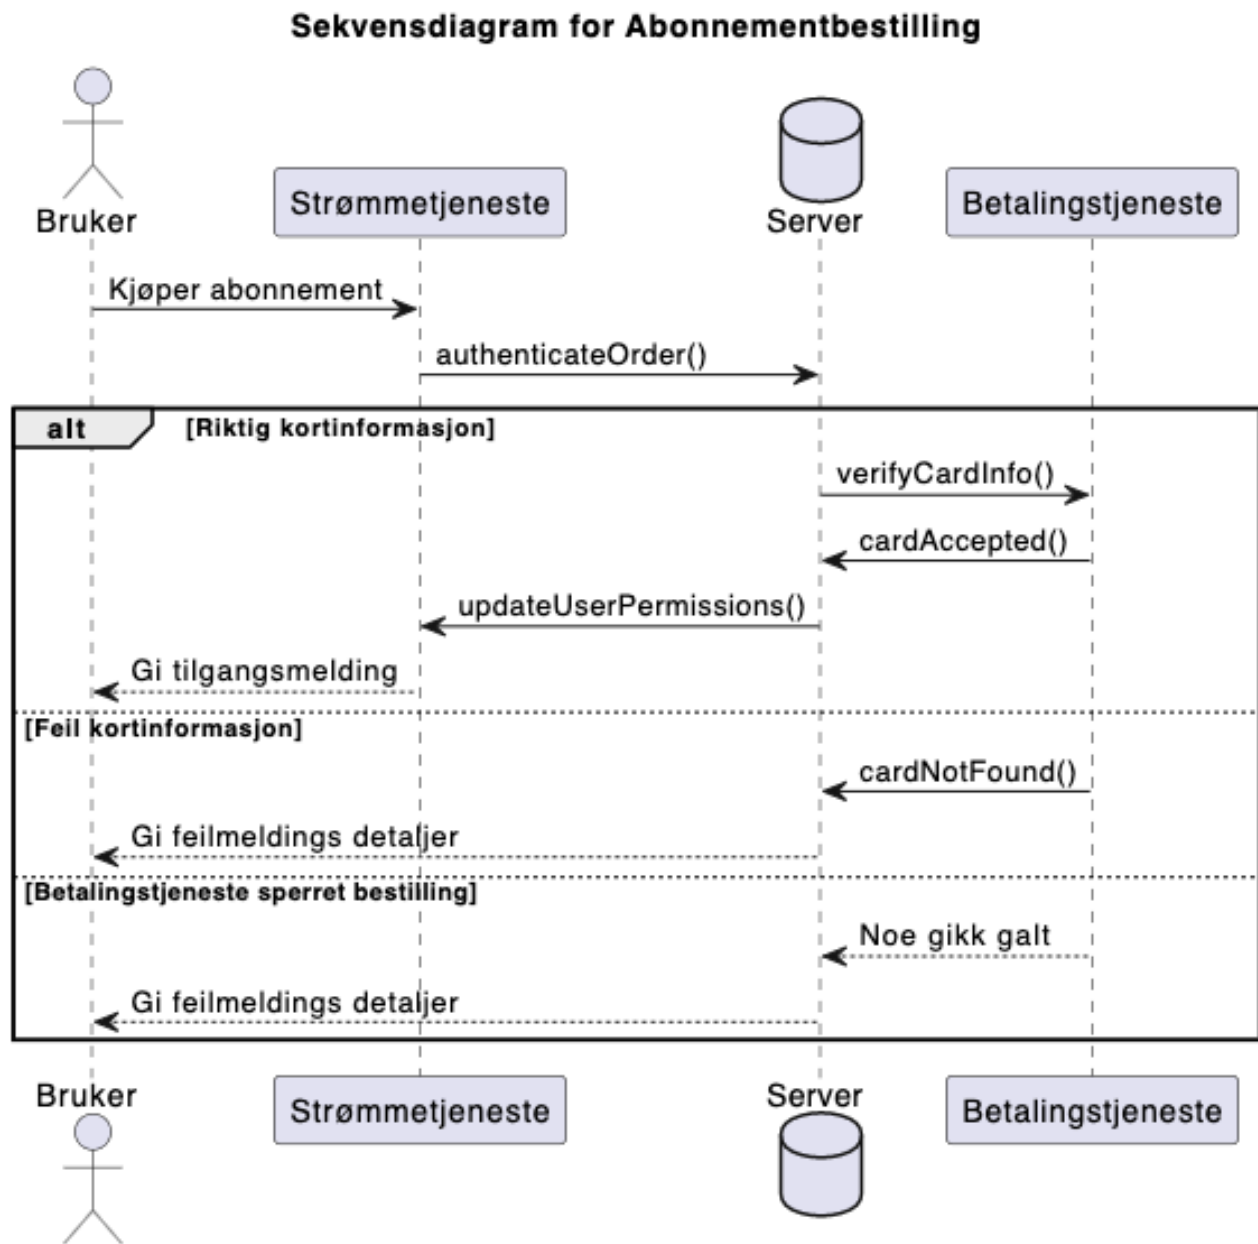 Sekvensdiagram for Abonnementbestilling
Bruker
Strømmetjeneste
Server
Betalingstjeneste
Kjøper abonnement
authenticateOrder()
alt
[Riktig kortinformasjon]
verifyCardInfo()
cardAccepted()
updateUserPermissions()
Gi tilgangsmelding
[Feil kortinformasjon]
cardNotFound()
Gi feilmeldings detaljer
[Betalingstjeneste sperret bestilling]
Noe gikk galt
Gi feilmeldings detaljer
Bruker
Strømmetjeneste
Server
Betalingstjeneste